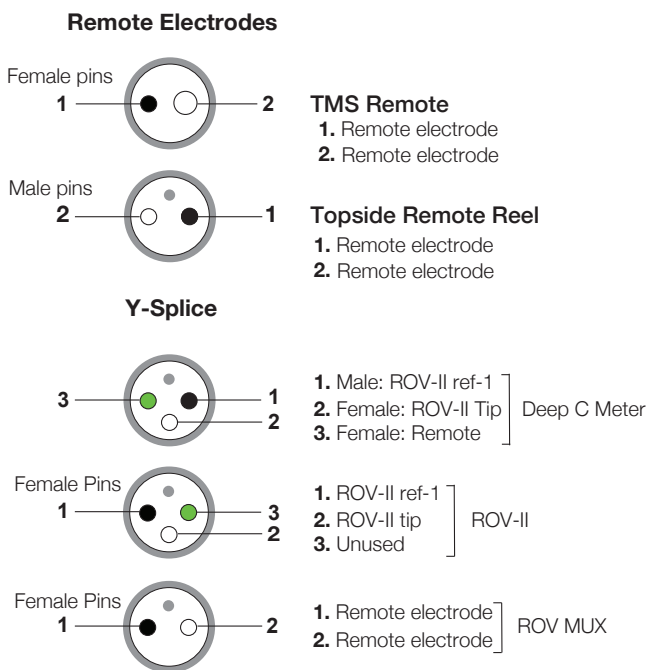 Remote Electrodes
Female pins
1
2
TMS Remote
1. Remote electrode
2. Remote electrode
Male pins
2
1
Topside Remote Reel
1. Remote electrode
2. Remote electrode
Y-Splice
3
1
2
1. Male: ROV-II ref-1
2. Female: ROV-II Tip
3. Female: Remote
Deep C Meter
Female Pins
1
3
2
1. ROV-II ref-1
2. ROV-II tip
3. Unused
ROV-II
Female Pins
1
2
1. Remote electrode
2. Remote electrode
ROV MUX